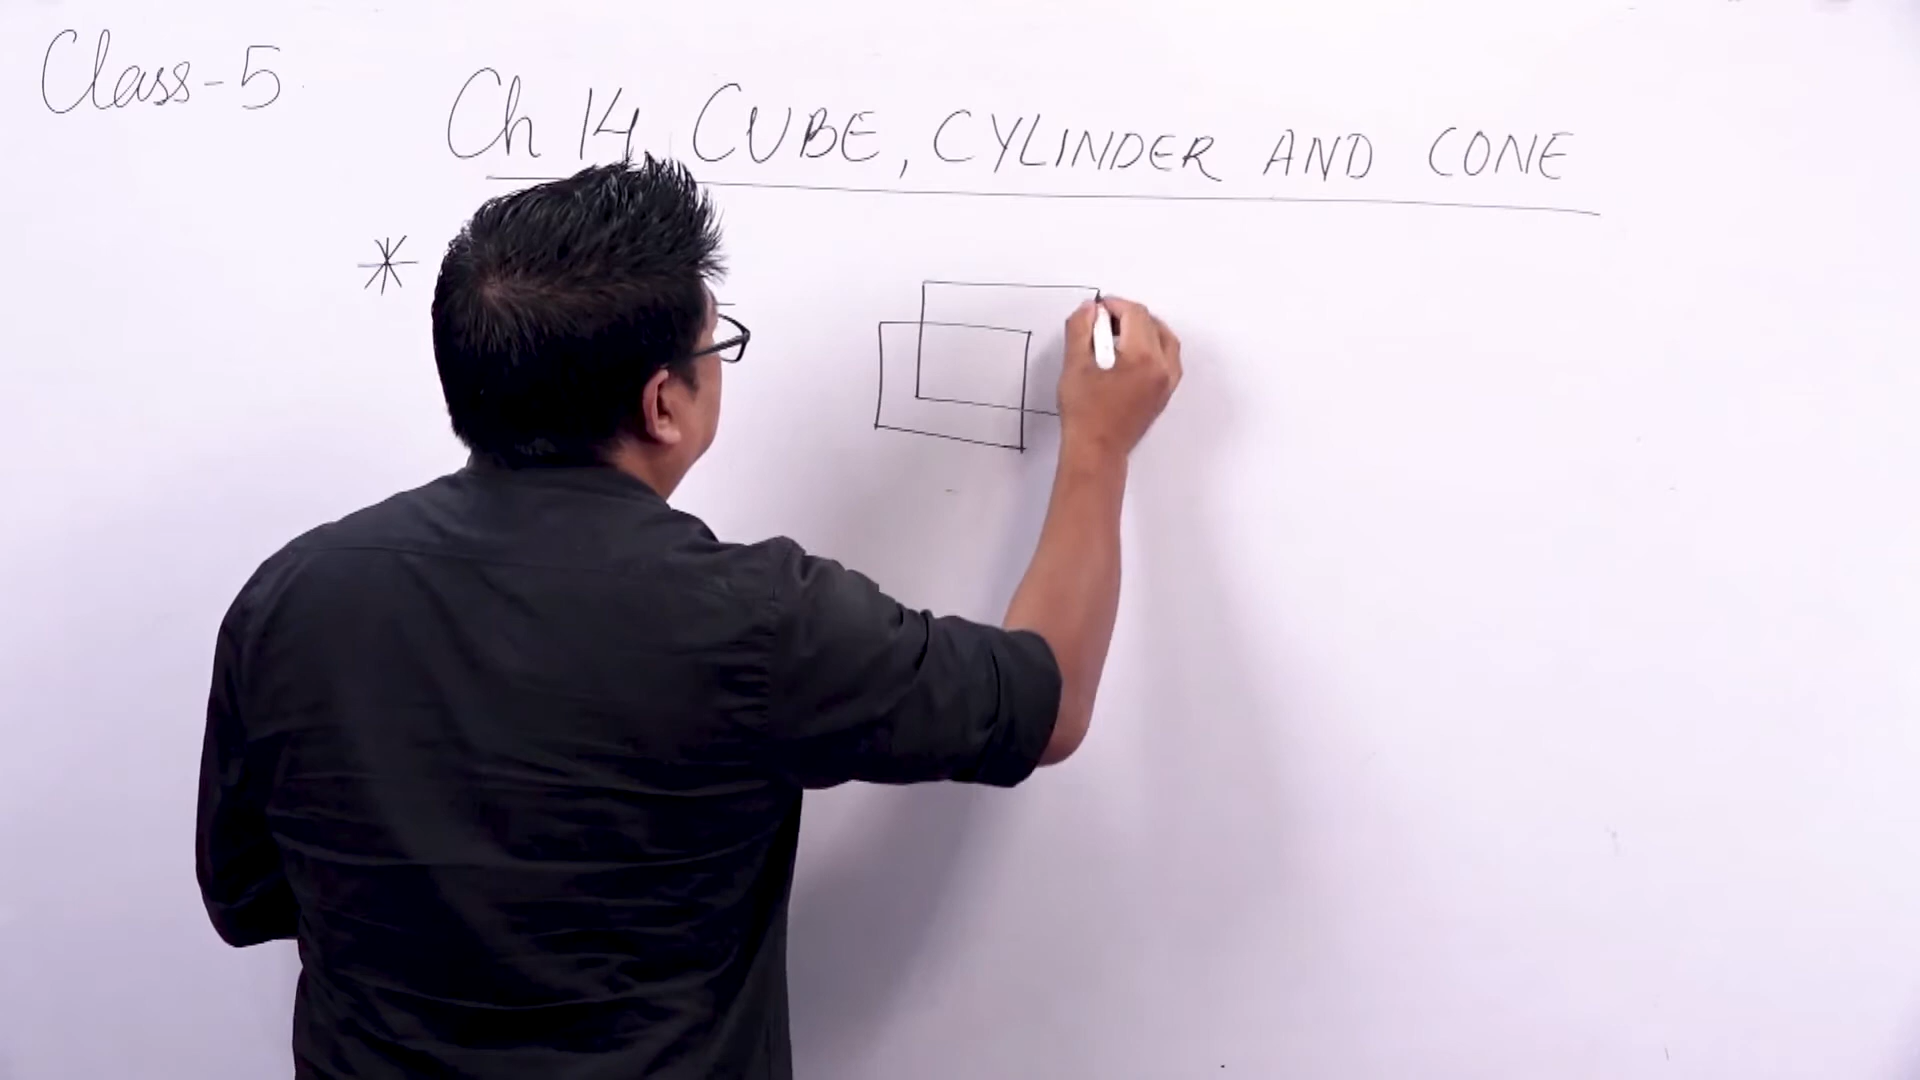 Class-5
Ch 14, CUBE, CYLINDER AND CONE
*